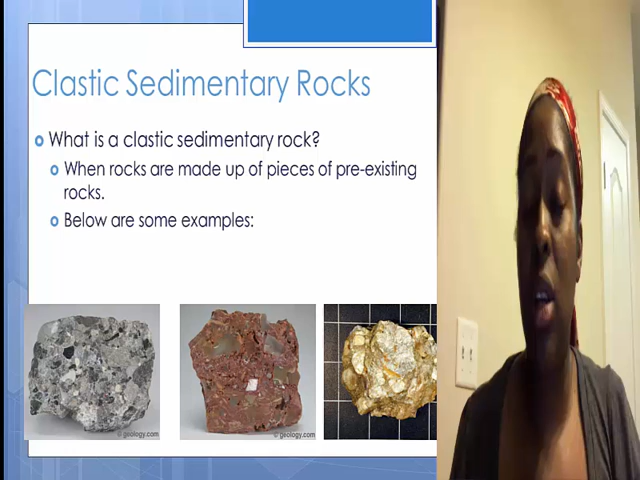 Clastic Sedimentary Rocks
What is a clastic sedimentary rock?
When rocks are made up of pieces of pre-existing
rocks.
Below are some examples:
© geology.com
© geology.com